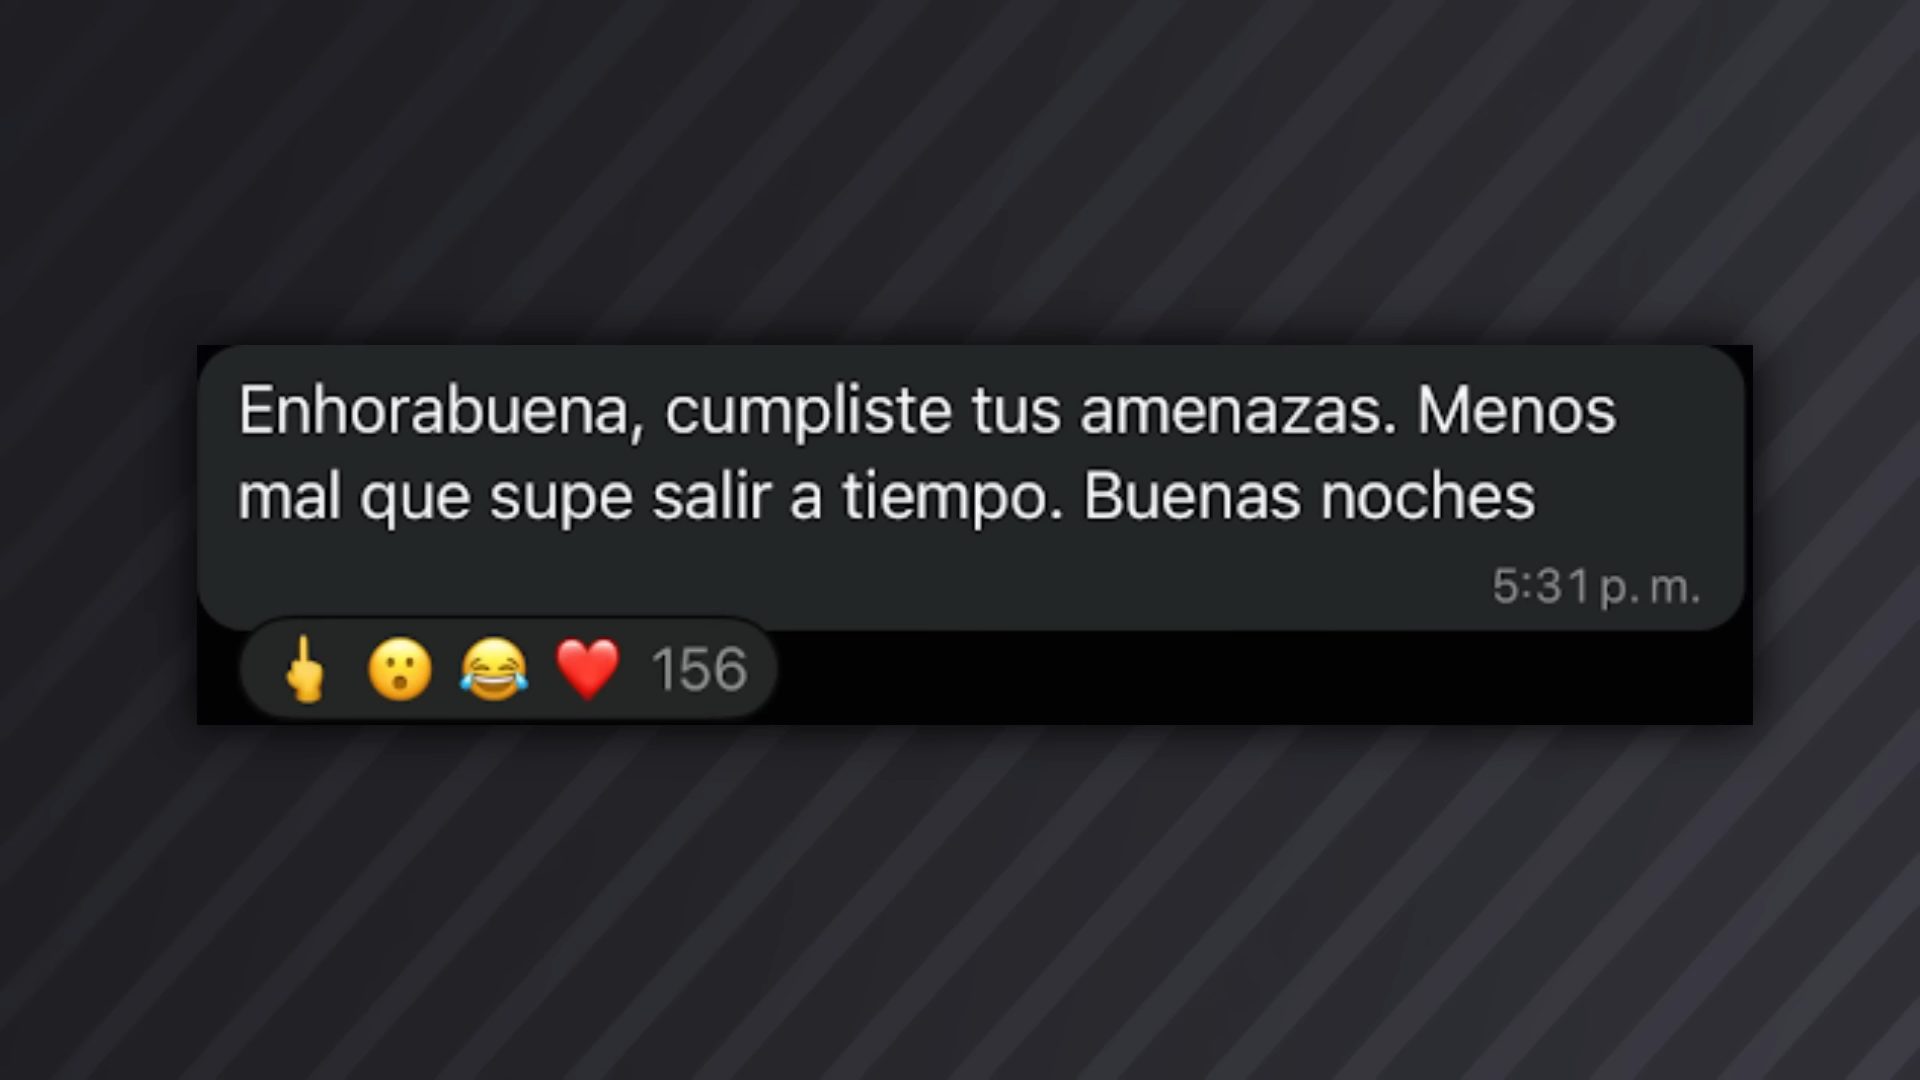 Enhorabuena, cumpliste tus amenazas. Menos
mal que supe salir a tiempo. Buenas noches
5:31 p. m.
🖕 😮 😂 ❤️ 156